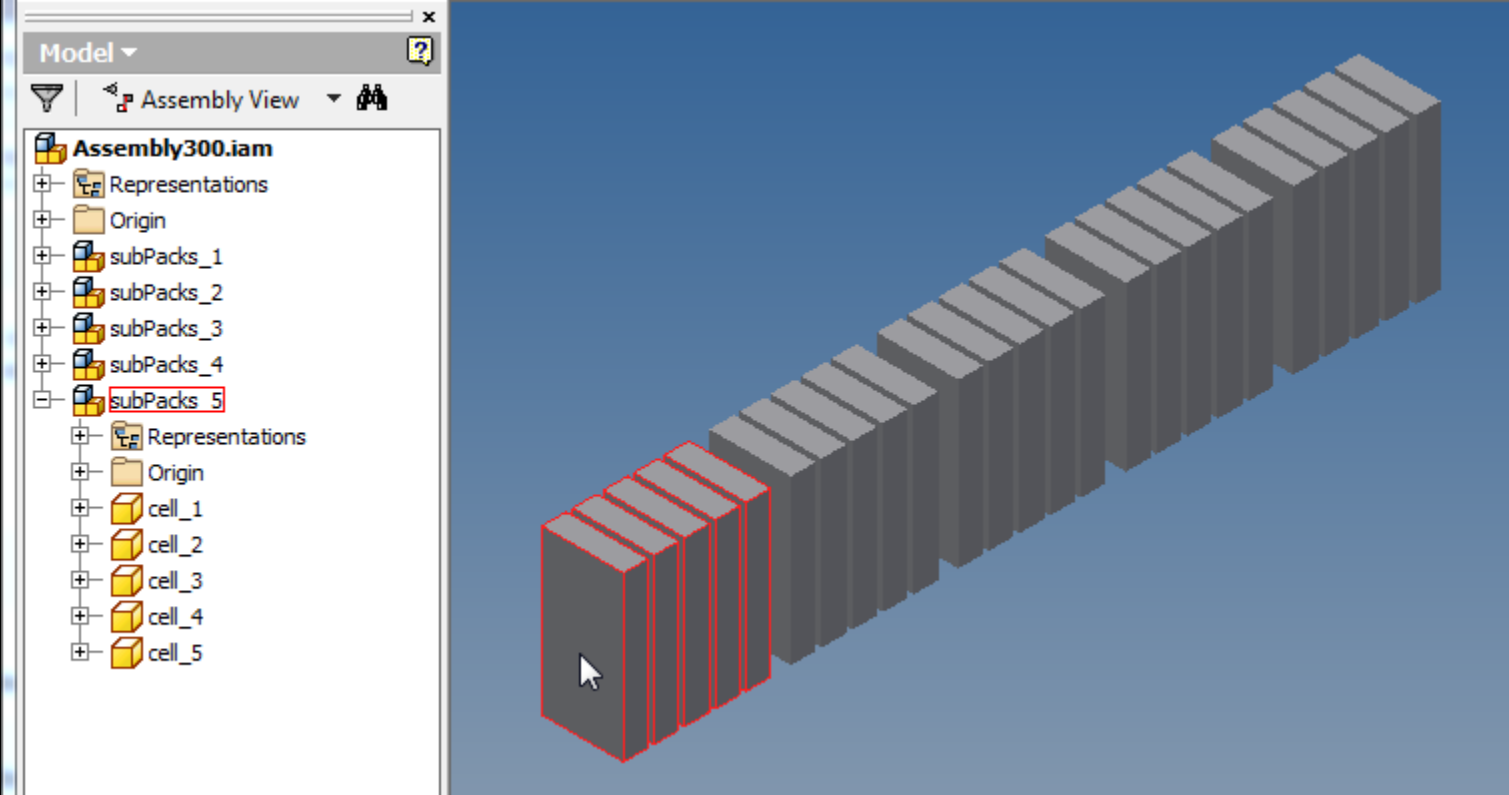 Model
Assembly View
Assembly300.iam
Representations
Origin
subPacks_1
subPacks_2
subPacks_3
subPacks_4
subPacks_5
Representations
Origin
cell_1
cell_2
cell_3
cell_4
cell_5